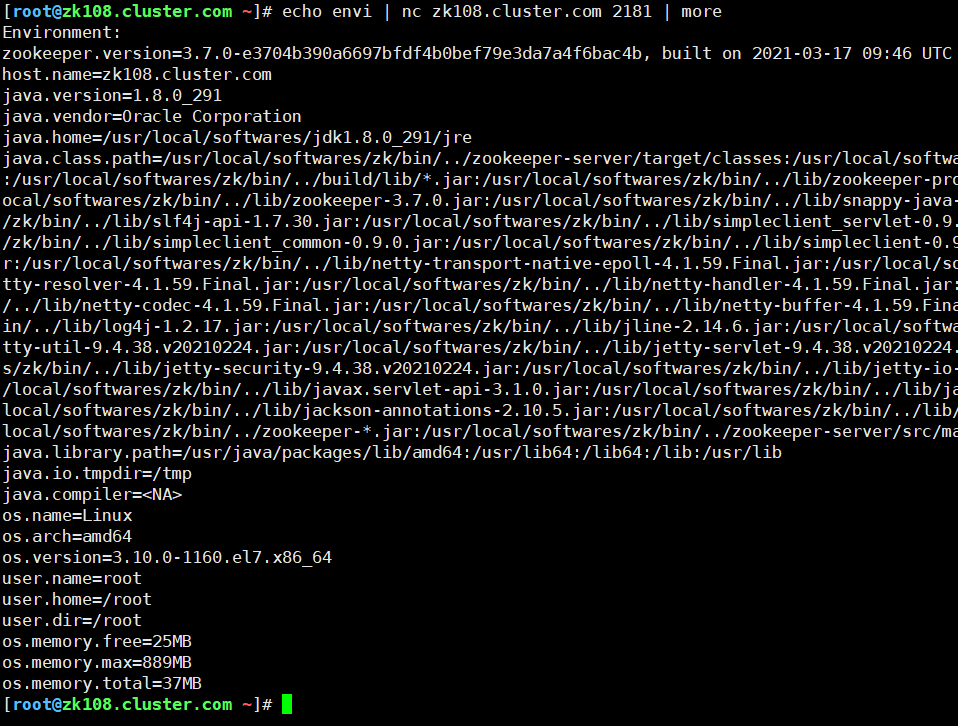 [root@zk108.cluster.com ~]# echo envi | nc zk108.cluster.com 2181 | more
Environment:
zookeeper.version=3.7.0-e3704b390a6697bfdf4b0bef79e3da7a4f6bac4b, built on 2021-03-17 09:46 UTC
host.name=zk108.cluster.com
java.version=1.8.0_291
java.vendor=Oracle Corporation
java.home=/usr/local/softwares/jdk1.8.0_291/jre
java.class.path=/usr/local/softwares/zk/bin/../zookeeper-server/target/classes:/usr/local/softwa
:/usr/local/softwares/zk/bin/../build/lib/*.jar:/usr/local/softwares/zk/bin/../lib/zookeeper-pro
ocal/softwares/zk/bin/../lib/zookeeper-3.7.0.jar:/usr/local/softwares/zk/bin/../lib/snappy-java-
/zk/bin/../lib/slf4j-api-1.7.30.jar:/usr/local/softwares/zk/bin/../lib/simpleclient_servlet-0.9.
/zk/bin/../lib/simpleclient_common-0.9.0.jar:/usr/local/softwares/zk/bin/../lib/simpleclient-0.9
r:/usr/local/softwares/zk/bin/../lib/netty-transport-native-epoll-4.1.59.Final.jar:/usr/local/so
tty-resolver-4.1.59.Final.jar:/usr/local/softwares/zk/bin/../lib/netty-handler-4.1.59.Final.jar:
/../lib/netty-codec-4.1.59.Final.jar:/usr/local/softwares/zk/bin/../lib/netty-buffer-4.1.59.Fina
in/../lib/log4j-1.2.17.jar:/usr/local/softwares/zk/bin/../lib/jline-2.14.6.jar:/usr/local/softwa
tty-util-9.4.38.v20210224.jar:/usr/local/softwares/zk/bin/../lib/jetty-servlet-9.4.38.v20210224.
s/zk/bin/../lib/jetty-security-9.4.38.v20210224.jar:/usr/local/softwares/zk/bin/../lib/jetty-io-
/local/softwares/zk/bin/../lib/javax.servlet-api-3.1.0.jar:/usr/local/softwares/zk/bin/../lib/ja
local/softwares/zk/bin/../lib/jackson-annotations-2.10.5.jar:/usr/local/softwares/zk/bin/../lib/
local/softwares/zk/bin/../zookeeper-*.jar:/usr/local/softwares/zk/bin/../zookeeper-server/src/ma
java.library.path=/usr/java/packages/lib/amd64:/usr/lib64:/lib64:/lib:/usr/lib
java.io.tmpdir=/tmp
java.compiler=<NA>
os.name=Linux
os.arch=amd64
os.version=3.10.0-1160.el7.x86_64
user.name=root
user.home=/root
user.dir=/root
os.memory.free=25MB
os.memory.max=889MB
os.memory.total=37MB
[root@zk108.cluster.com ~]#